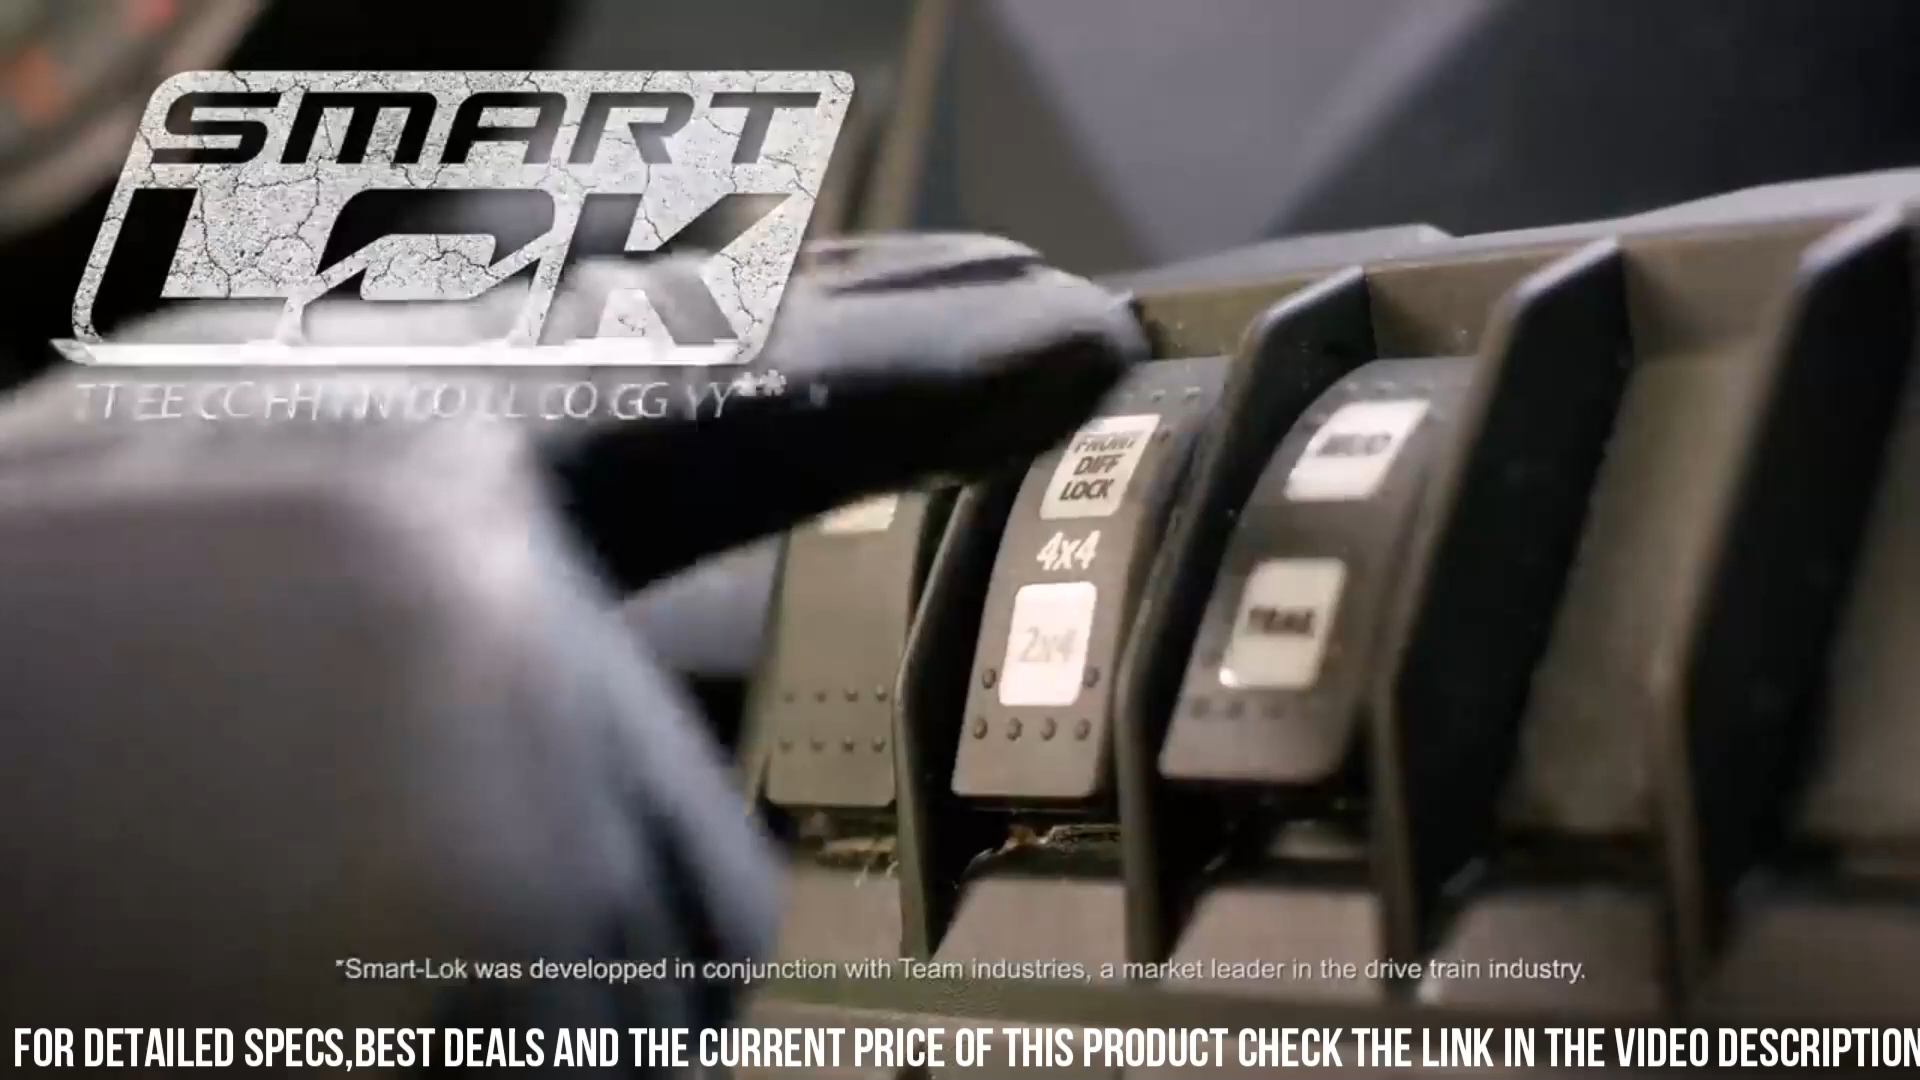 SMART
LOK
FRONT
DIFF
LOCK
4x4
2x4
MUD
TRAIL
*Smart-Lok was developped in conjunction with Team industries, a market leader in the drive train industry.
FOR DETAILED SPECS,BEST DEALS AND THE CURRENT PRICE OF THIS PRODUCT CHECK THE LINK IN THE VIDEO DESCRIPTION